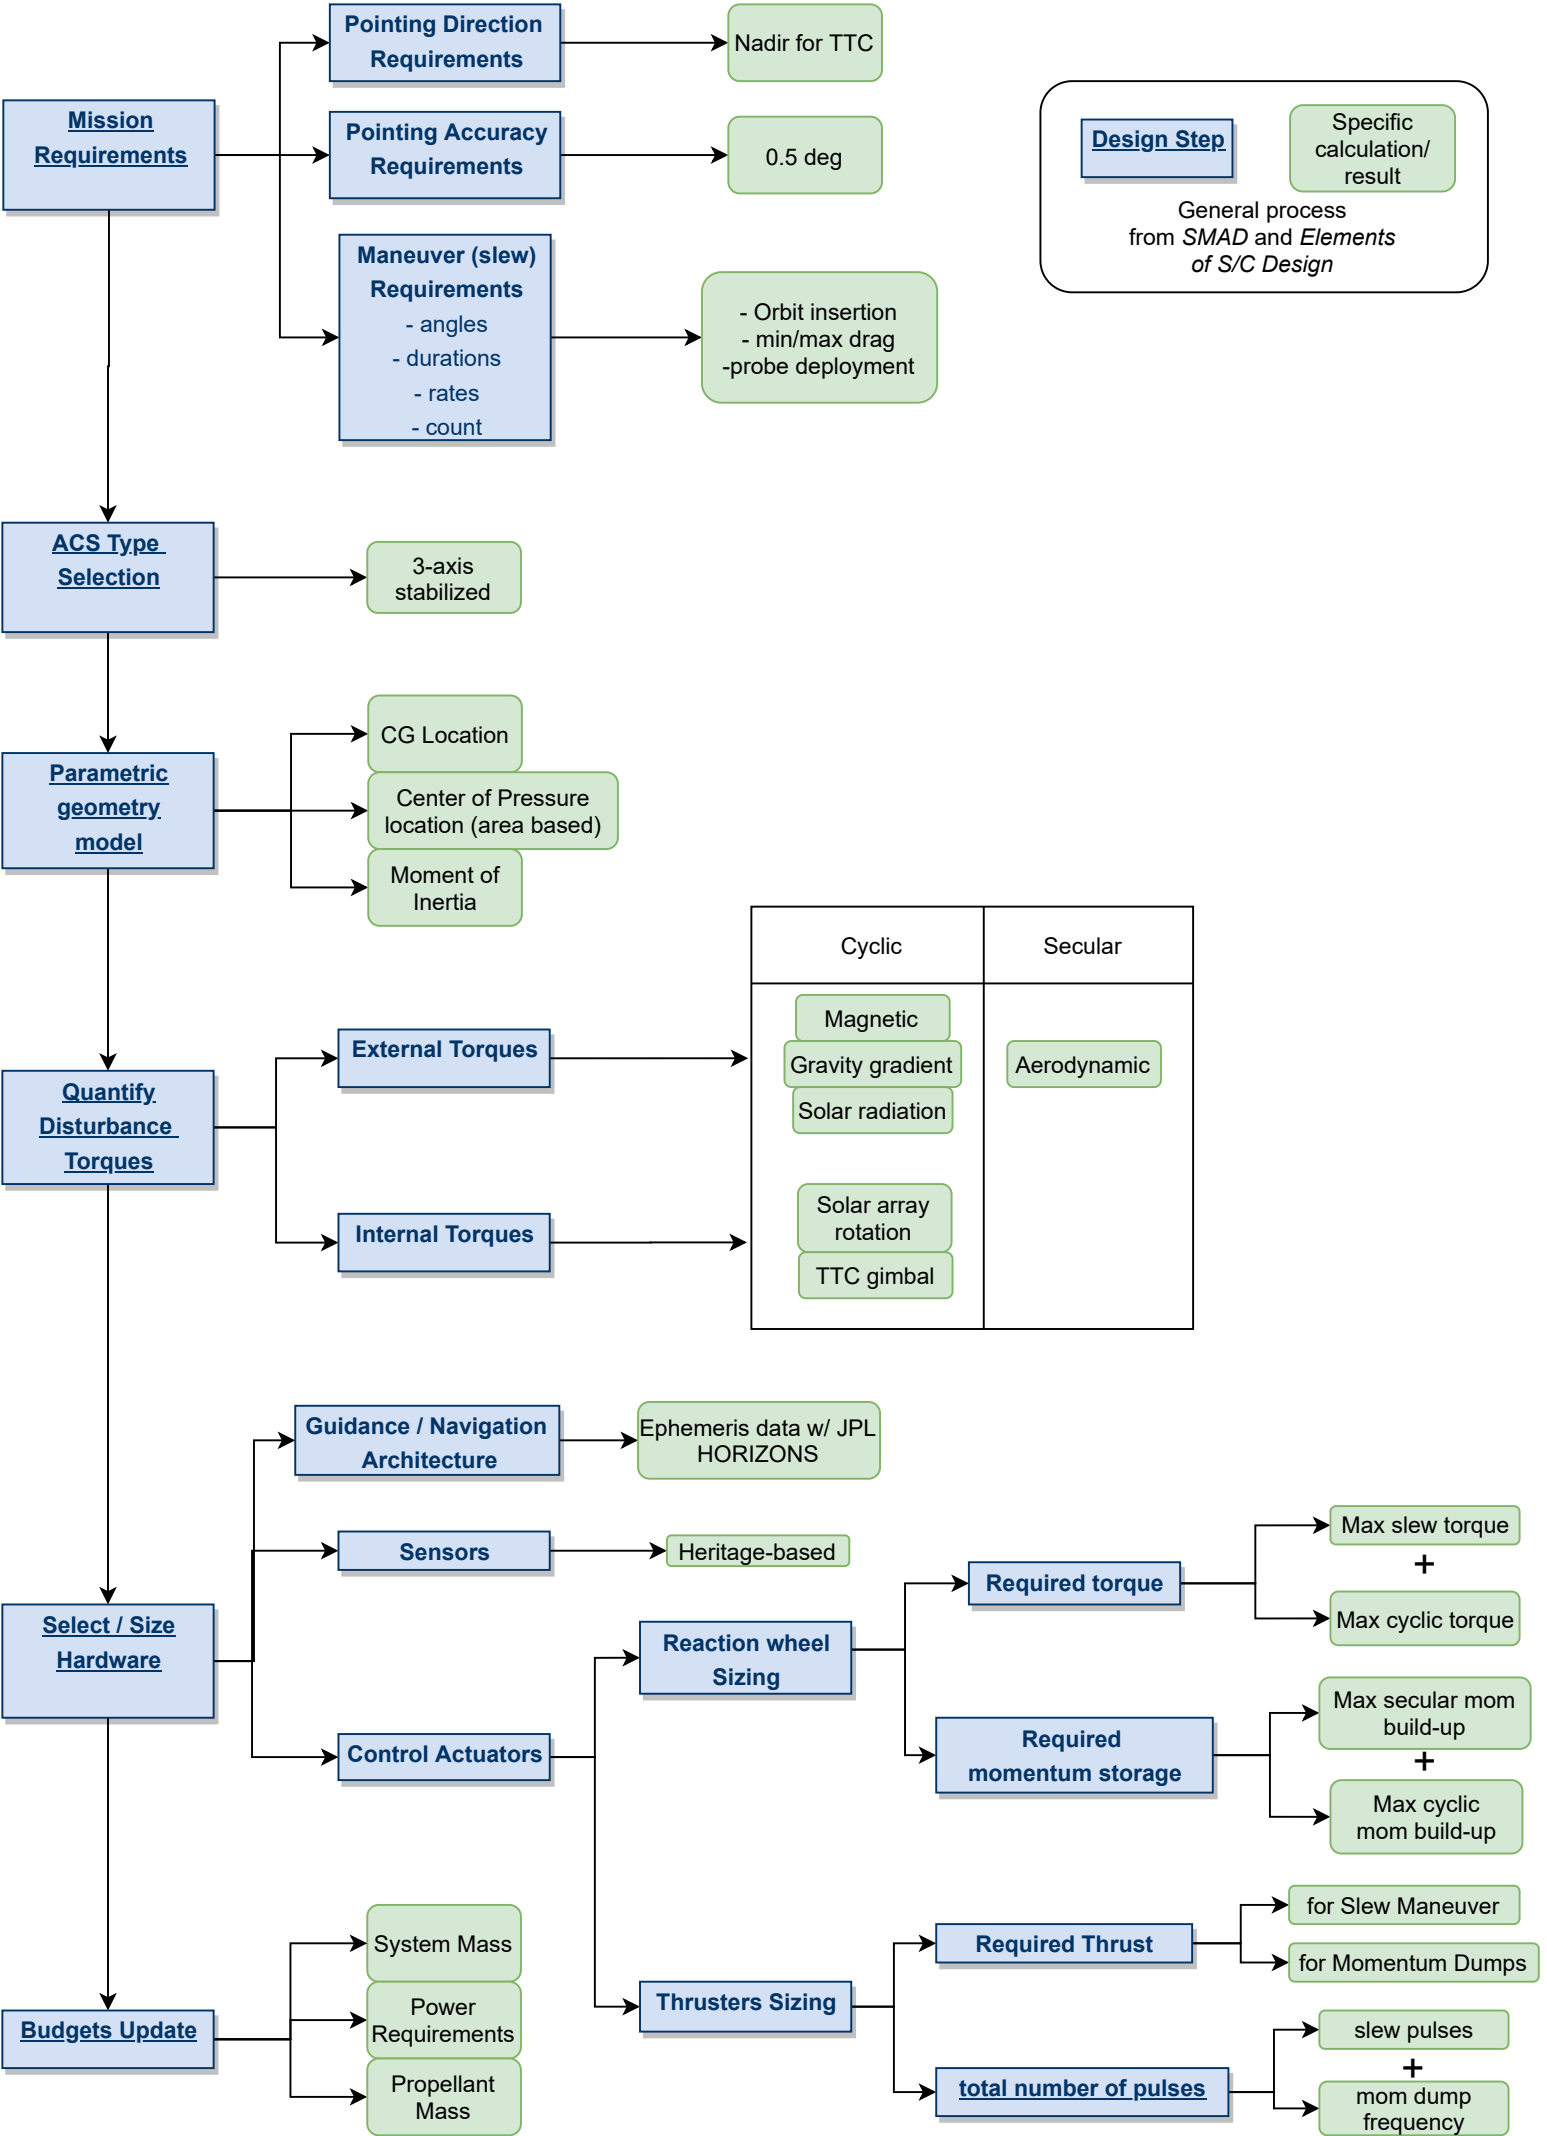 Pointing Direction
Requirements
Nadir for TTC
Mission
Requirements
Pointing Accuracy
Requirements
0.5 deg
Maneuver (slew)
Requirements
- angles
- durations
- rates
- count
- Orbit insertion
- min/max drag
-probe deployment
Design Step
Specific
calculation/
result
General process
from SMAD and Elements
of S/C Design
ACS Type
Selection
3-axis
stabilized
Parametric
geometry
model
CG Location
Center of Pressure
location (area based)
Moment of
Inertia
Quantify
Disturbance
Torques
External Torques
Internal Torques
Cyclic
Secular
Magnetic
Gravity gradient
Solar radiation
Aerodynamic
Solar array
rotation
TTC gimbal
Select / Size
Hardware
Guidance / Navigation
Architecture
Ephemeris data w/ JPL
HORIZONS
Sensors
Heritage-based
Control Actuators
Reaction wheel
Sizing
Required torque
Max slew torque
+
Max cyclic torque
Required
momentum storage
Max secular mom
build-up
+
Max cyclic
mom build-up
Thrusters Sizing
Required Thrust
for Slew Maneuver
for Momentum Dumps
total number of pulses
slew pulses
+
mom dump
frequency
Budgets Update
System Mass
Power
Requirements
Propellant
Mass